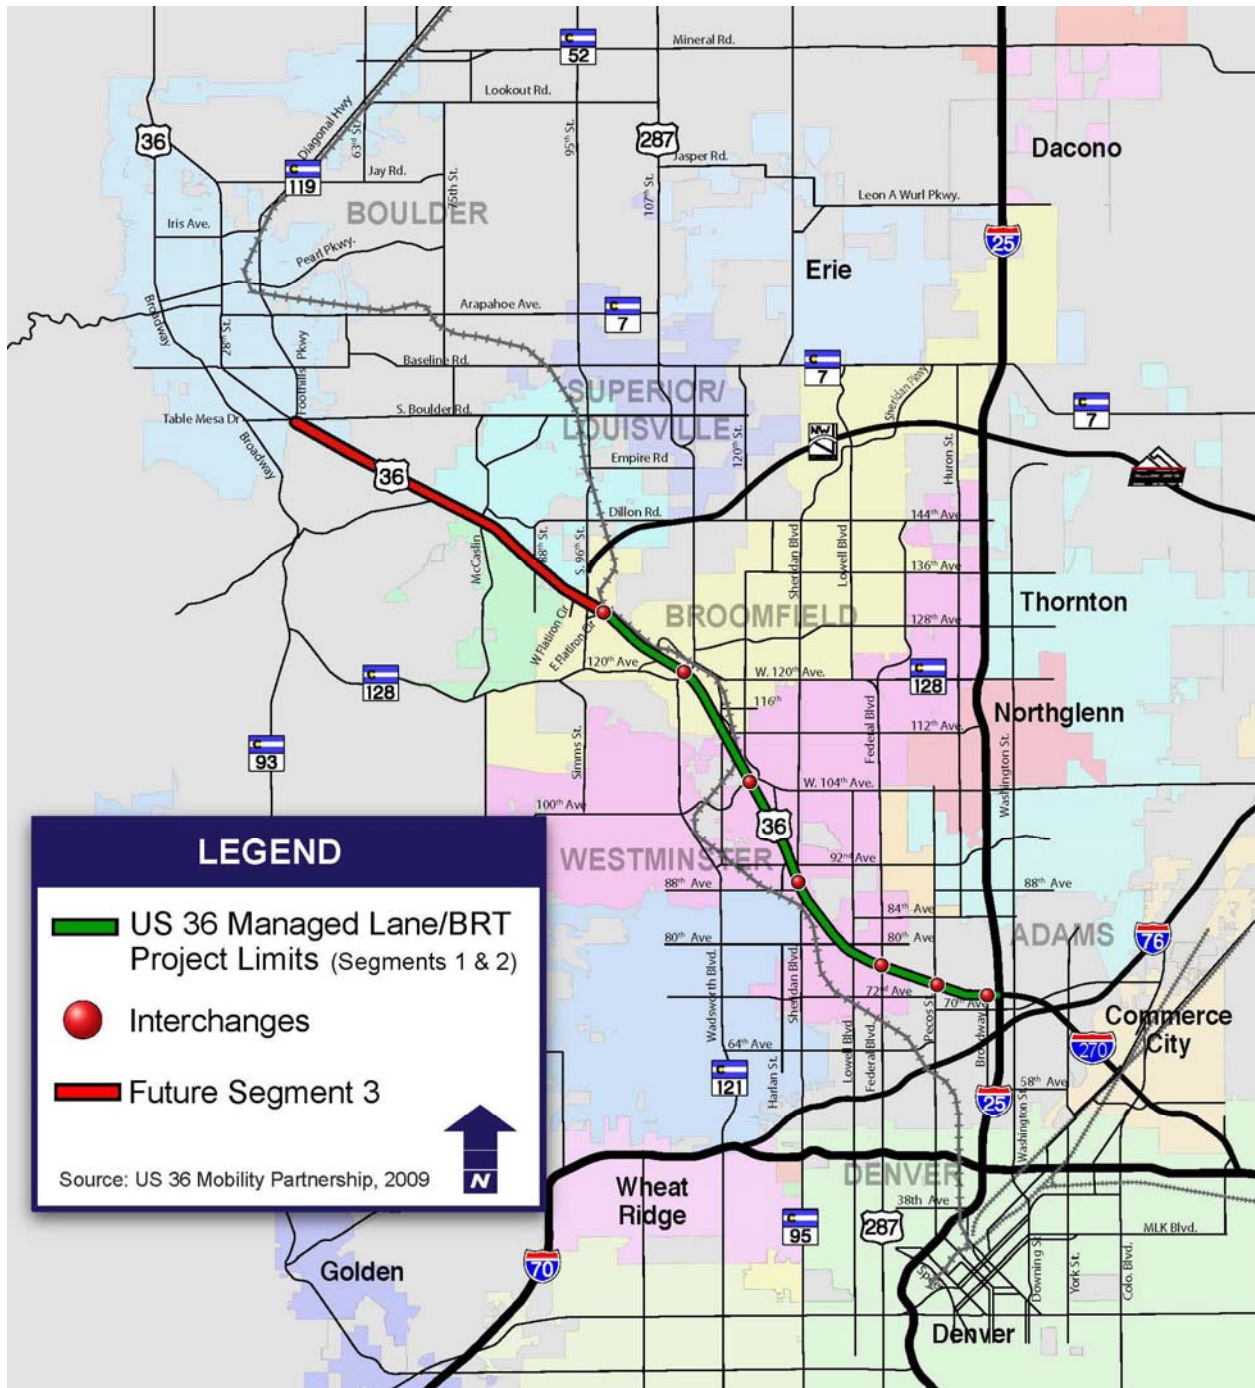 Mineral Rd.
52
Lookout Rd.
Diagonal Hwy
63rd St.
95th St.
36
287
Dacono
Jasper Rd.
Jay Rd.
119
75th St.
107th St.
Leon A Wurl Pkwy.
BOULDER
Iris Ave.
25
Pearl Pkwy.
Erie
Broadway
Arapahoe Ave.
7
28th St.
Foothills Pkwy
Baseline Rd.
7
Sheridan Pkwy
SUPERIOR/
LOUISVILLE
7
Table Mesa Dr
S. Boulder Rd.
Broadway
120th St.
NW
Huron St.
36
Empire Rd
Dillon Rd.
144th Ave
McCaslin
88th St.
S. 96th St.
Sheridan Blvd
Lowell Blvd
136th Ave
Thornton
BROOMFIELD
W Flatiron Cir
E Flatiron Cir
128th Ave
120th Ave
W. 120th Ave.
128
128
116th
Northglenn
Federal Blvd
112th Ave.
93
Simms St.
Washington St.
W. 104th Ave.
100th Ave
36
WESTMINSTER
92nd Ave
88th Ave
88th Ave
84th Ave
80th Ave
80th Ave
ADAMS
76
Wadsworth Blvd.
Sheridan Blvd.
72nd Ave
Pecos St.
70th Ave
Broadway
Commerce
City
64th Ave
270
Lowell Blvd
Federal Blvd.
121
Harlan St.
58th Ave
25
Washington St.
DENVER
Wheat
Ridge
38th Ave
95
287
MLK Blvd.
70
Golden
Speer
Downing St
York St.
Colo. Blvd.
Denver
LEGEND
US 36 Managed Lane/BRT
Project Limits (Segments 1 & 2)
Interchanges
Future Segment 3
Source: US 36 Mobility Partnership, 2009
N